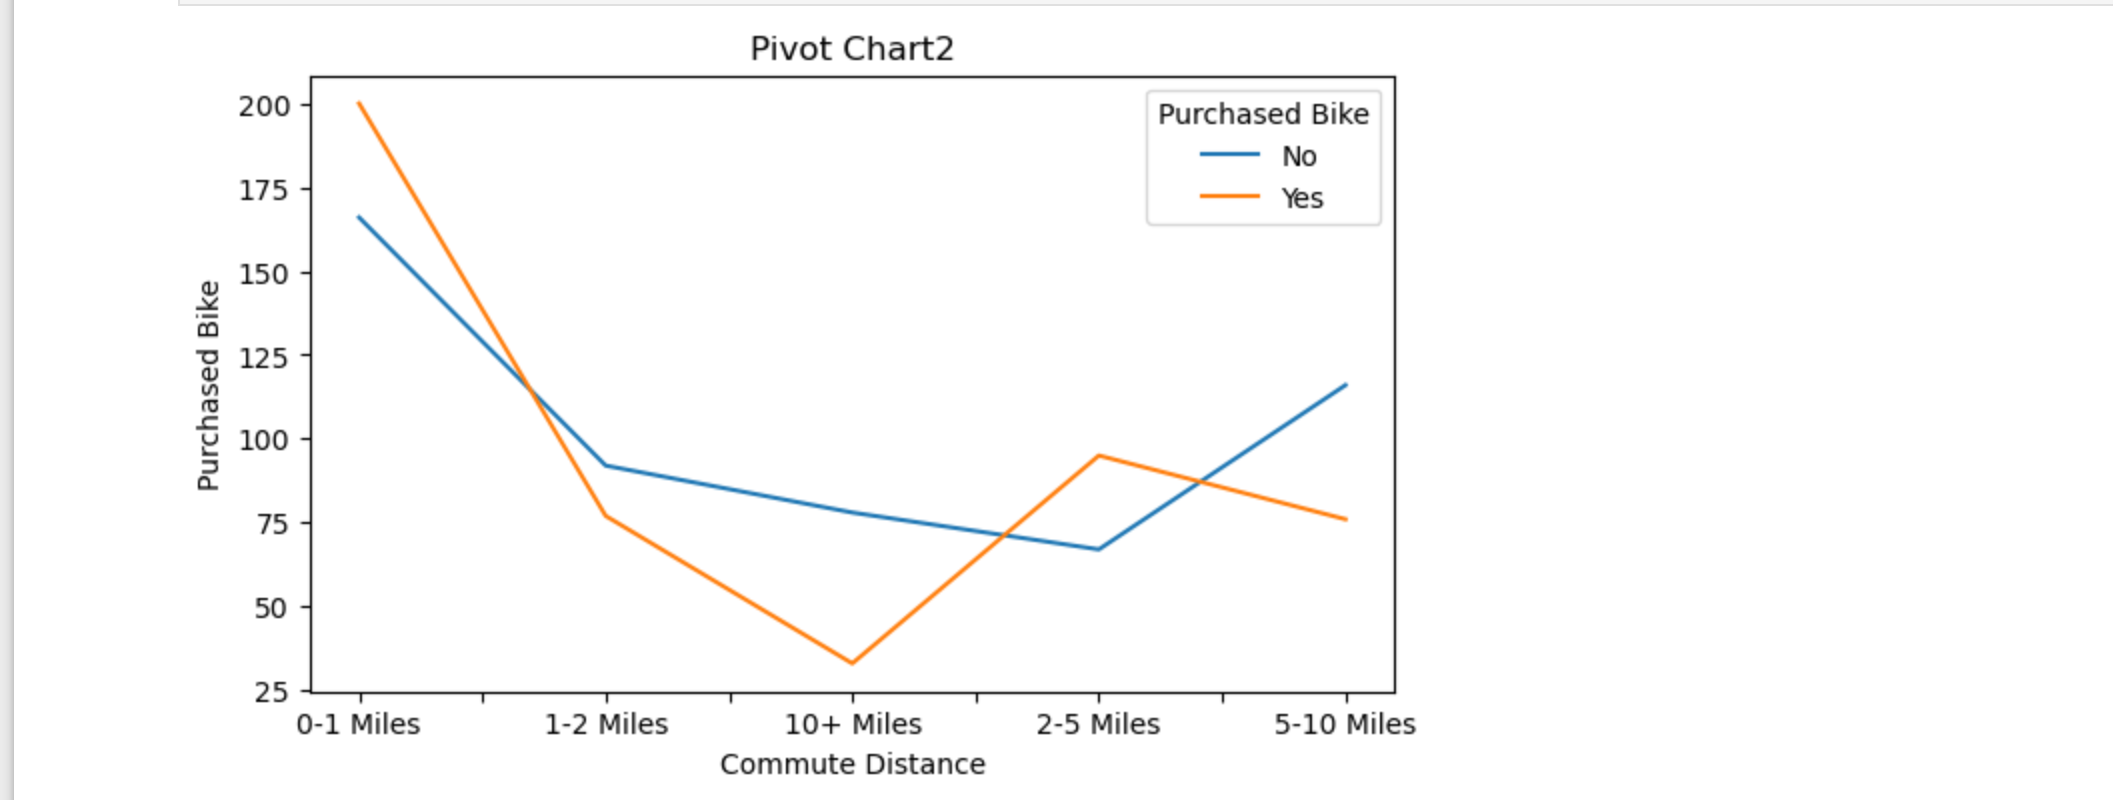 Pivot Chart2
200
175
150
125
100
75
50
25
Purchased Bike
Purchased Bike
No
Yes
0-1 Miles 1-2 Miles 10+ Miles 2-5 Miles 5-10 Miles
Commute Distance